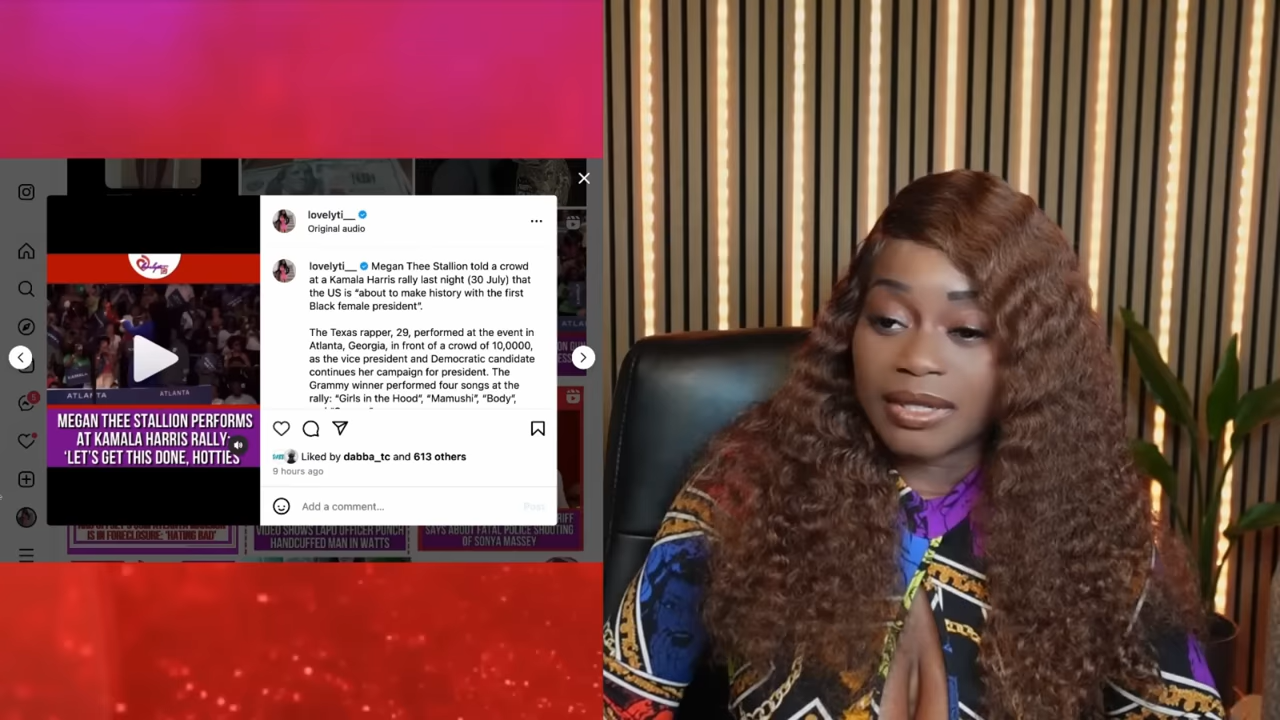 lovelyti__
Original audio
lovelyti__ Megan Thee Stallion told a crowd
at a Kamala Harris rally last night (30 July) that
the US is “about to make history with the first
Black female president”.
The Texas rapper, 29, performed at the event in
Atlanta, Georgia, in front of a crowd of 10,0000,
as the vice president and Democratic candidate
continues her campaign for president. The
Grammy winner performed four songs at the
rally: “Girls in the Hood”, “Mamushi”, “Body”,
ATLANTA
ATLANTA
MEGAN THEE STALLION PERFORMS
AT KAMALA HARRIS RALLY:
‘LET'S GET THIS DONE, HOTTIES
Liked by dabba_tc and 613 others
9 hours ago
Add a comment...
Post
IS IN FORECLOSURE: 'HATING BAD'
VIDEO SHOWS LAPD OFFICER PUNCH
HANDCUFFED MAN IN WATTS
SAYS ABOUT FATAL POLICE SHOOTING
OF SONYA MASSEY